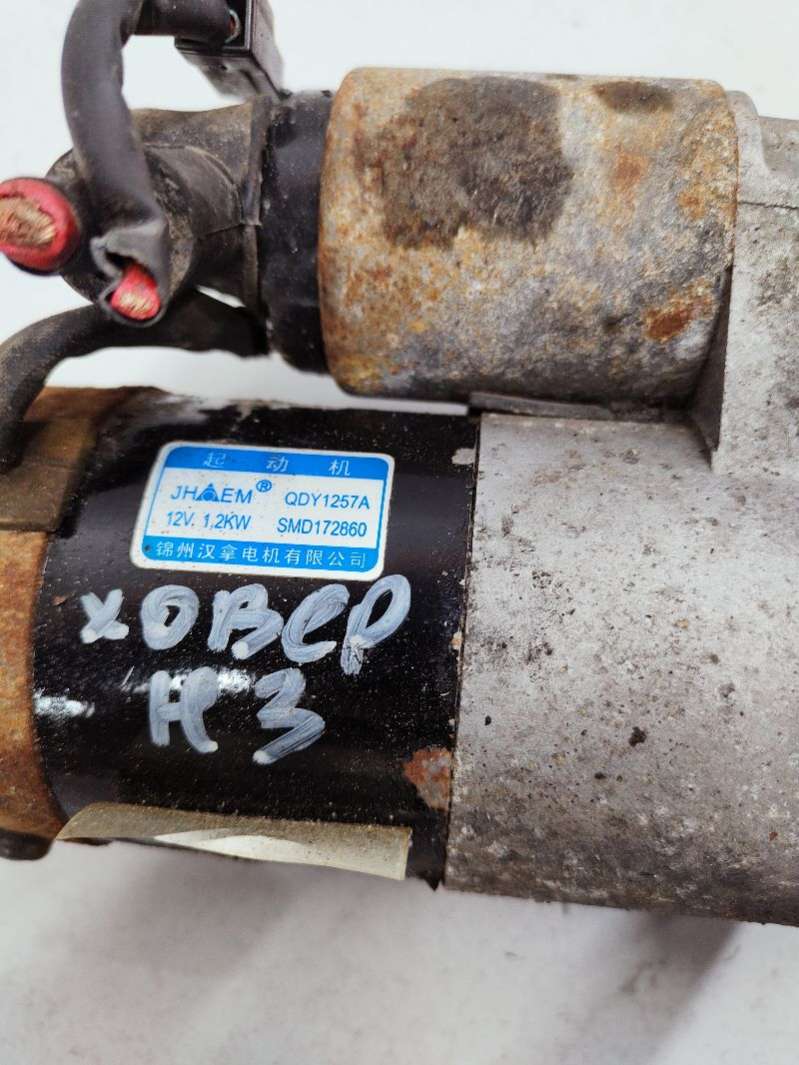 起动机
JHAEM® QDY1257A
12V. 1,2KW SMD172860
锦州汉拿电机有限公司
ХОВЕР
Н3